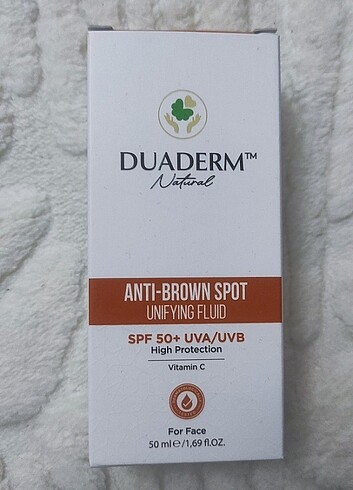 DUADERM™
Natural
ANTI-BROWN SPOT
UNIFYING FLUID
SPF 50+ UVA/UVB
High Protection
Vitamin C
For Face
50 ml ℮/1,69 fl.OZ.